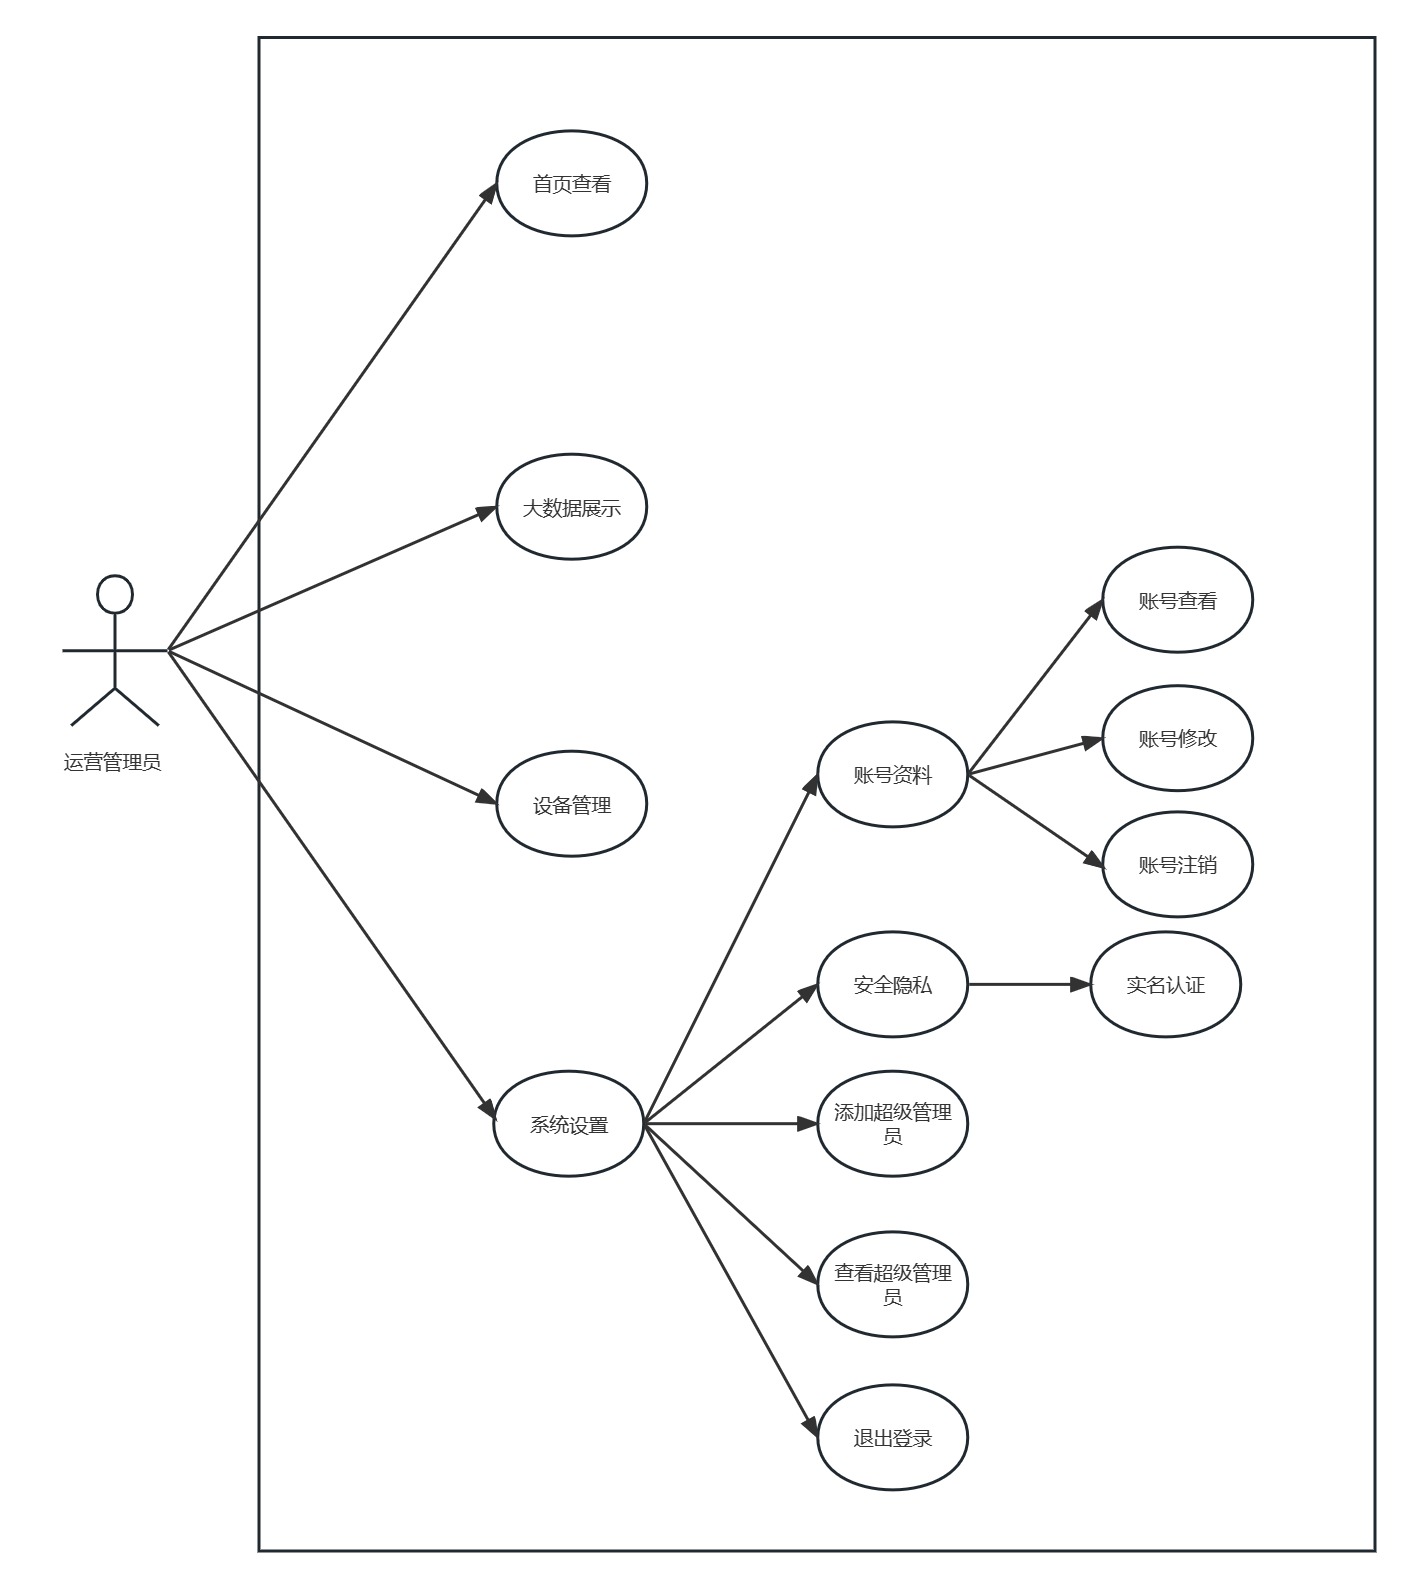 首页查看
大数据展示
运营管理员
设备管理
系统设置
账号资料
安全隐私
添加超级管理
员
查看超级管理
员
退出登录
账号查看
账号修改
账号注销
实名认证